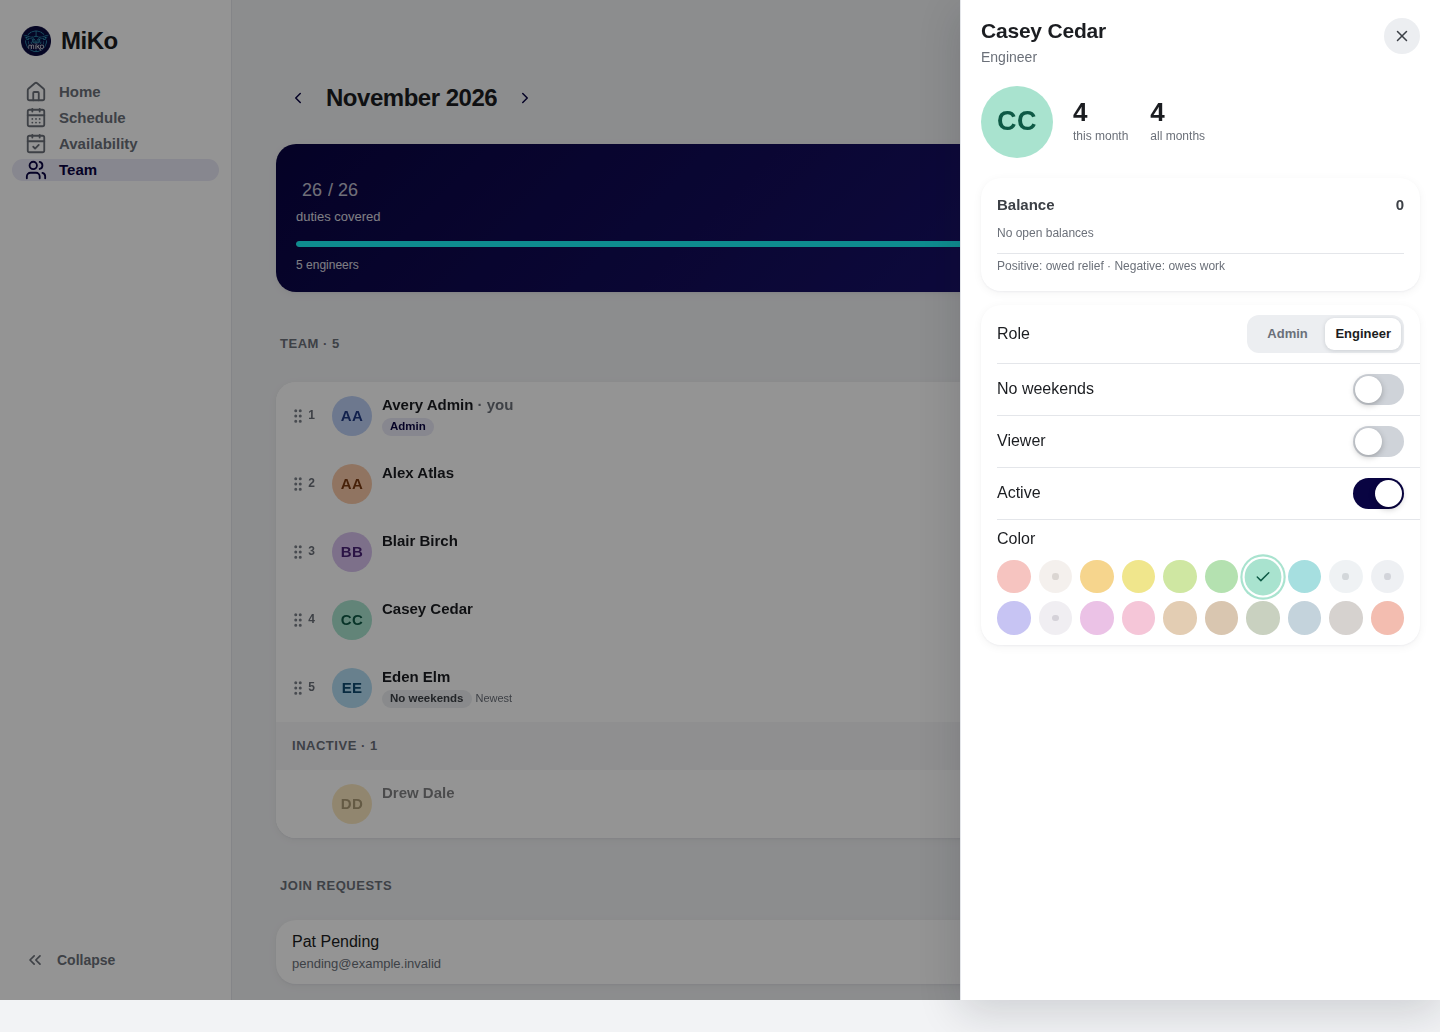 MiKo
Home
Schedule
Availability
Team
Collapse
November 2026
26 / 26
duties covered
5 engineers
TEAM · 5
1
AA
Avery Admin · you
Admin
2
AA
Alex Atlas
3
BB
Blair Birch
4
CC
Casey Cedar
5
EE
Eden Elm
No weekends Newest
INACTIVE · 1
DD
Drew Dale
JOIN REQUESTS
Pat Pending
pending@example.invalid
Casey Cedar
Engineer
CC
4
this month
4
all months
Balance 0
No open balances
Positive: owed relief · Negative: owes work
Role Admin Engineer
No weekends
Viewer
Active
Color